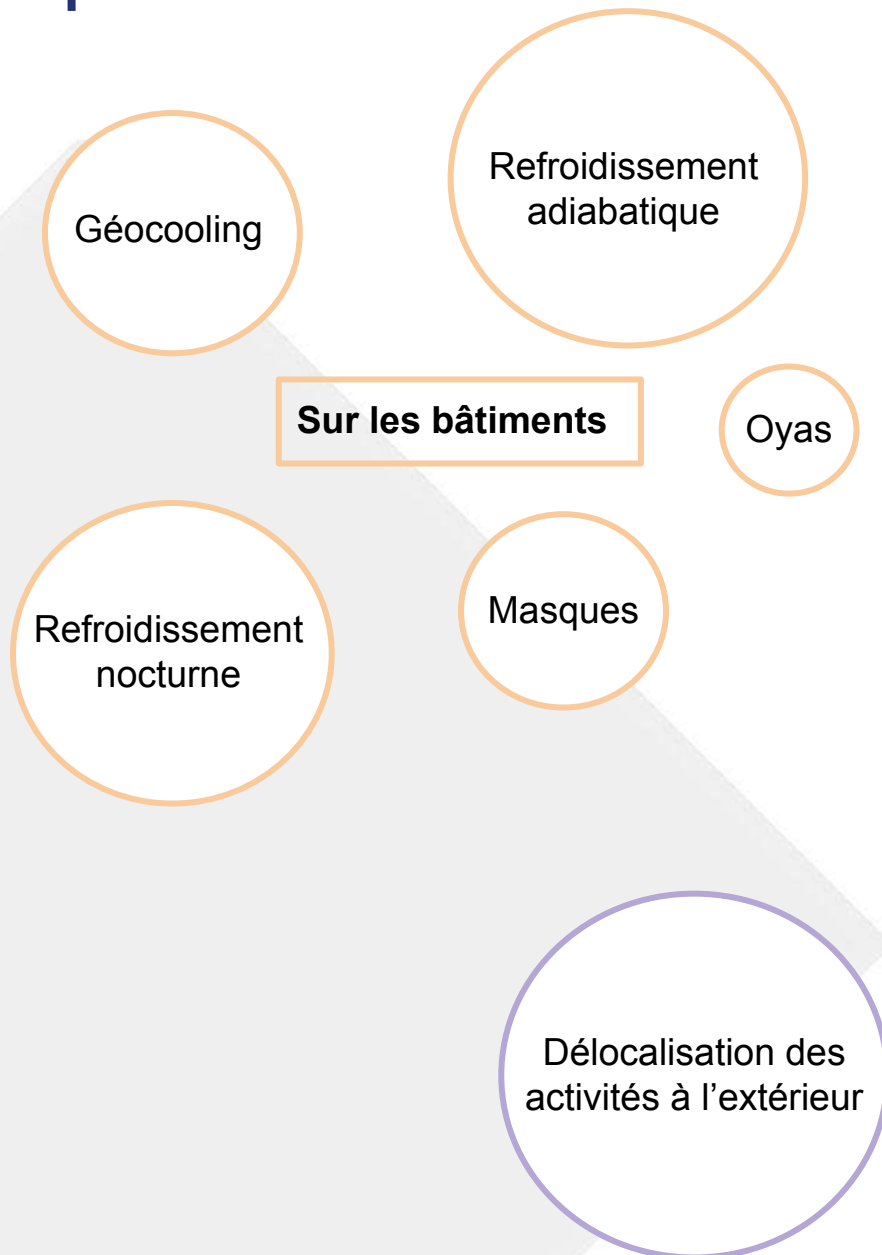 Refroidissement
adiabatique
Géocooling
Sur les bâtiments
Oyas
Refroidissement
nocturne
Masques
Délocalisation des
activités à l'extérieur